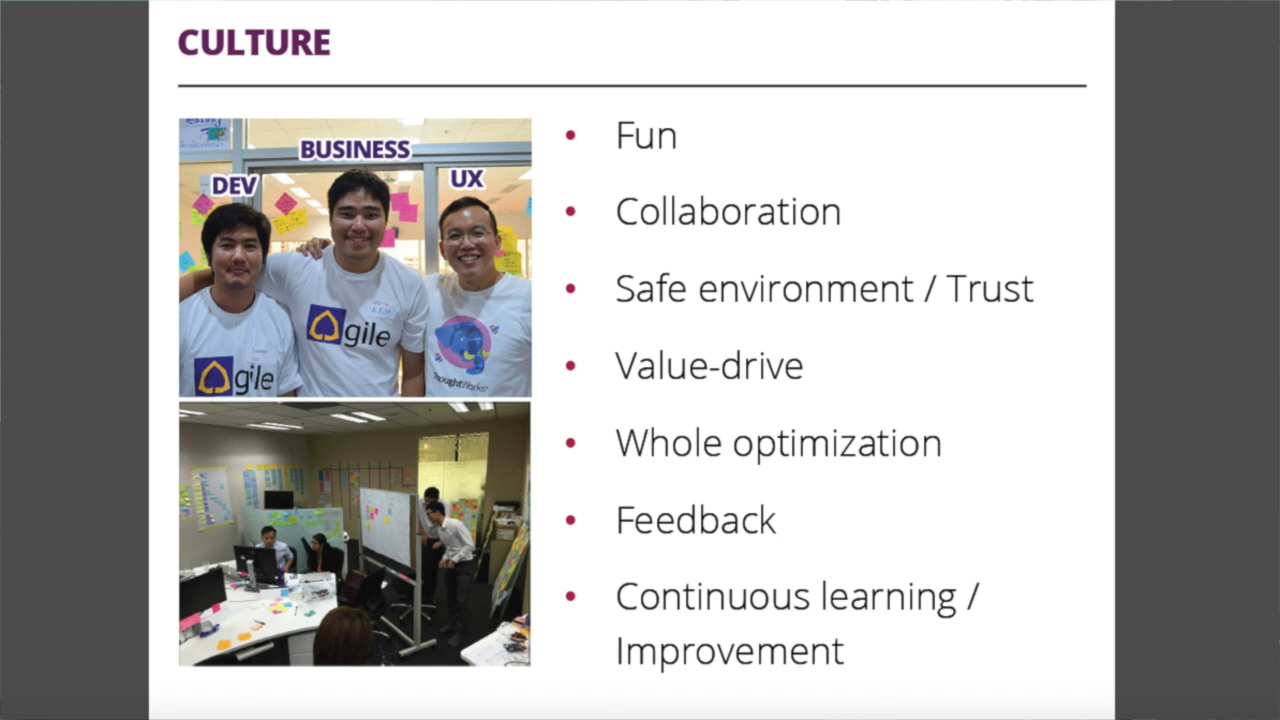 CULTURE
BUSINESS
DEV
UX
gile
gile
ThoughtWorks
Fun
Collaboration
Safe environment / Trust
Value-drive
Whole optimization
Feedback
Continuous learning /
Improvement